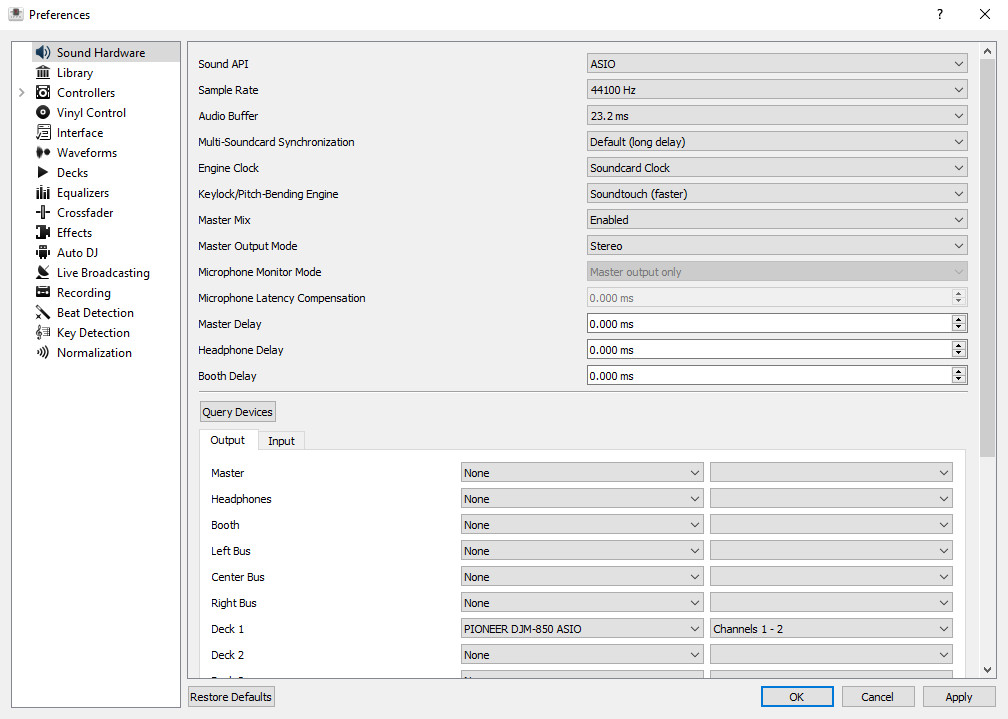 Preferences
?
Sound Hardware
Library
Controllers
Vinyl Control
Interface
Waveforms
Decks
Equalizers
Crossfader
Effects
Auto DJ
Live Broadcasting
Recording
Beat Detection
Key Detection
Normalization
Sound API ASIO
Sample Rate 44100 Hz
Audio Buffer 23.2 ms
Multi-Soundcard Synchronization Default (long delay)
Engine Clock Soundcard Clock
Keylock/Pitch-Bending Engine Soundtouch (faster)
Master Mix Enabled
Master Output Mode Stereo
Microphone Monitor Mode Master output only
Microphone Latency Compensation 0.000 ms
Master Delay 0.000 ms
Headphone Delay 0.000 ms
Booth Delay 0.000 ms
Query Devices
Output Input
Master None
Headphones None
Booth None
Left Bus None
Center Bus None
Right Bus None
Deck 1 PIONEER DJM-850 ASIO Channels 1 - 2
Deck 2 None
Restore Defaults OK Cancel Apply